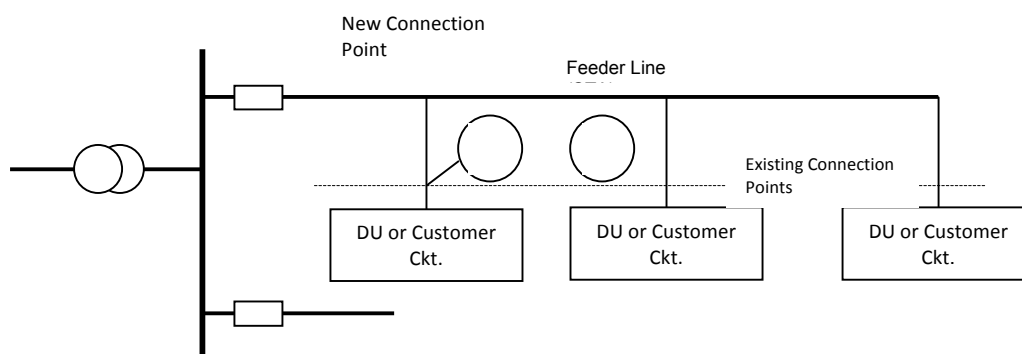 New Connection
Point
Feeder Line
Existing Connection
Points
DU or Customer
Ckt.
DU or Customer
Ckt.
DU or Customer
Ckt.